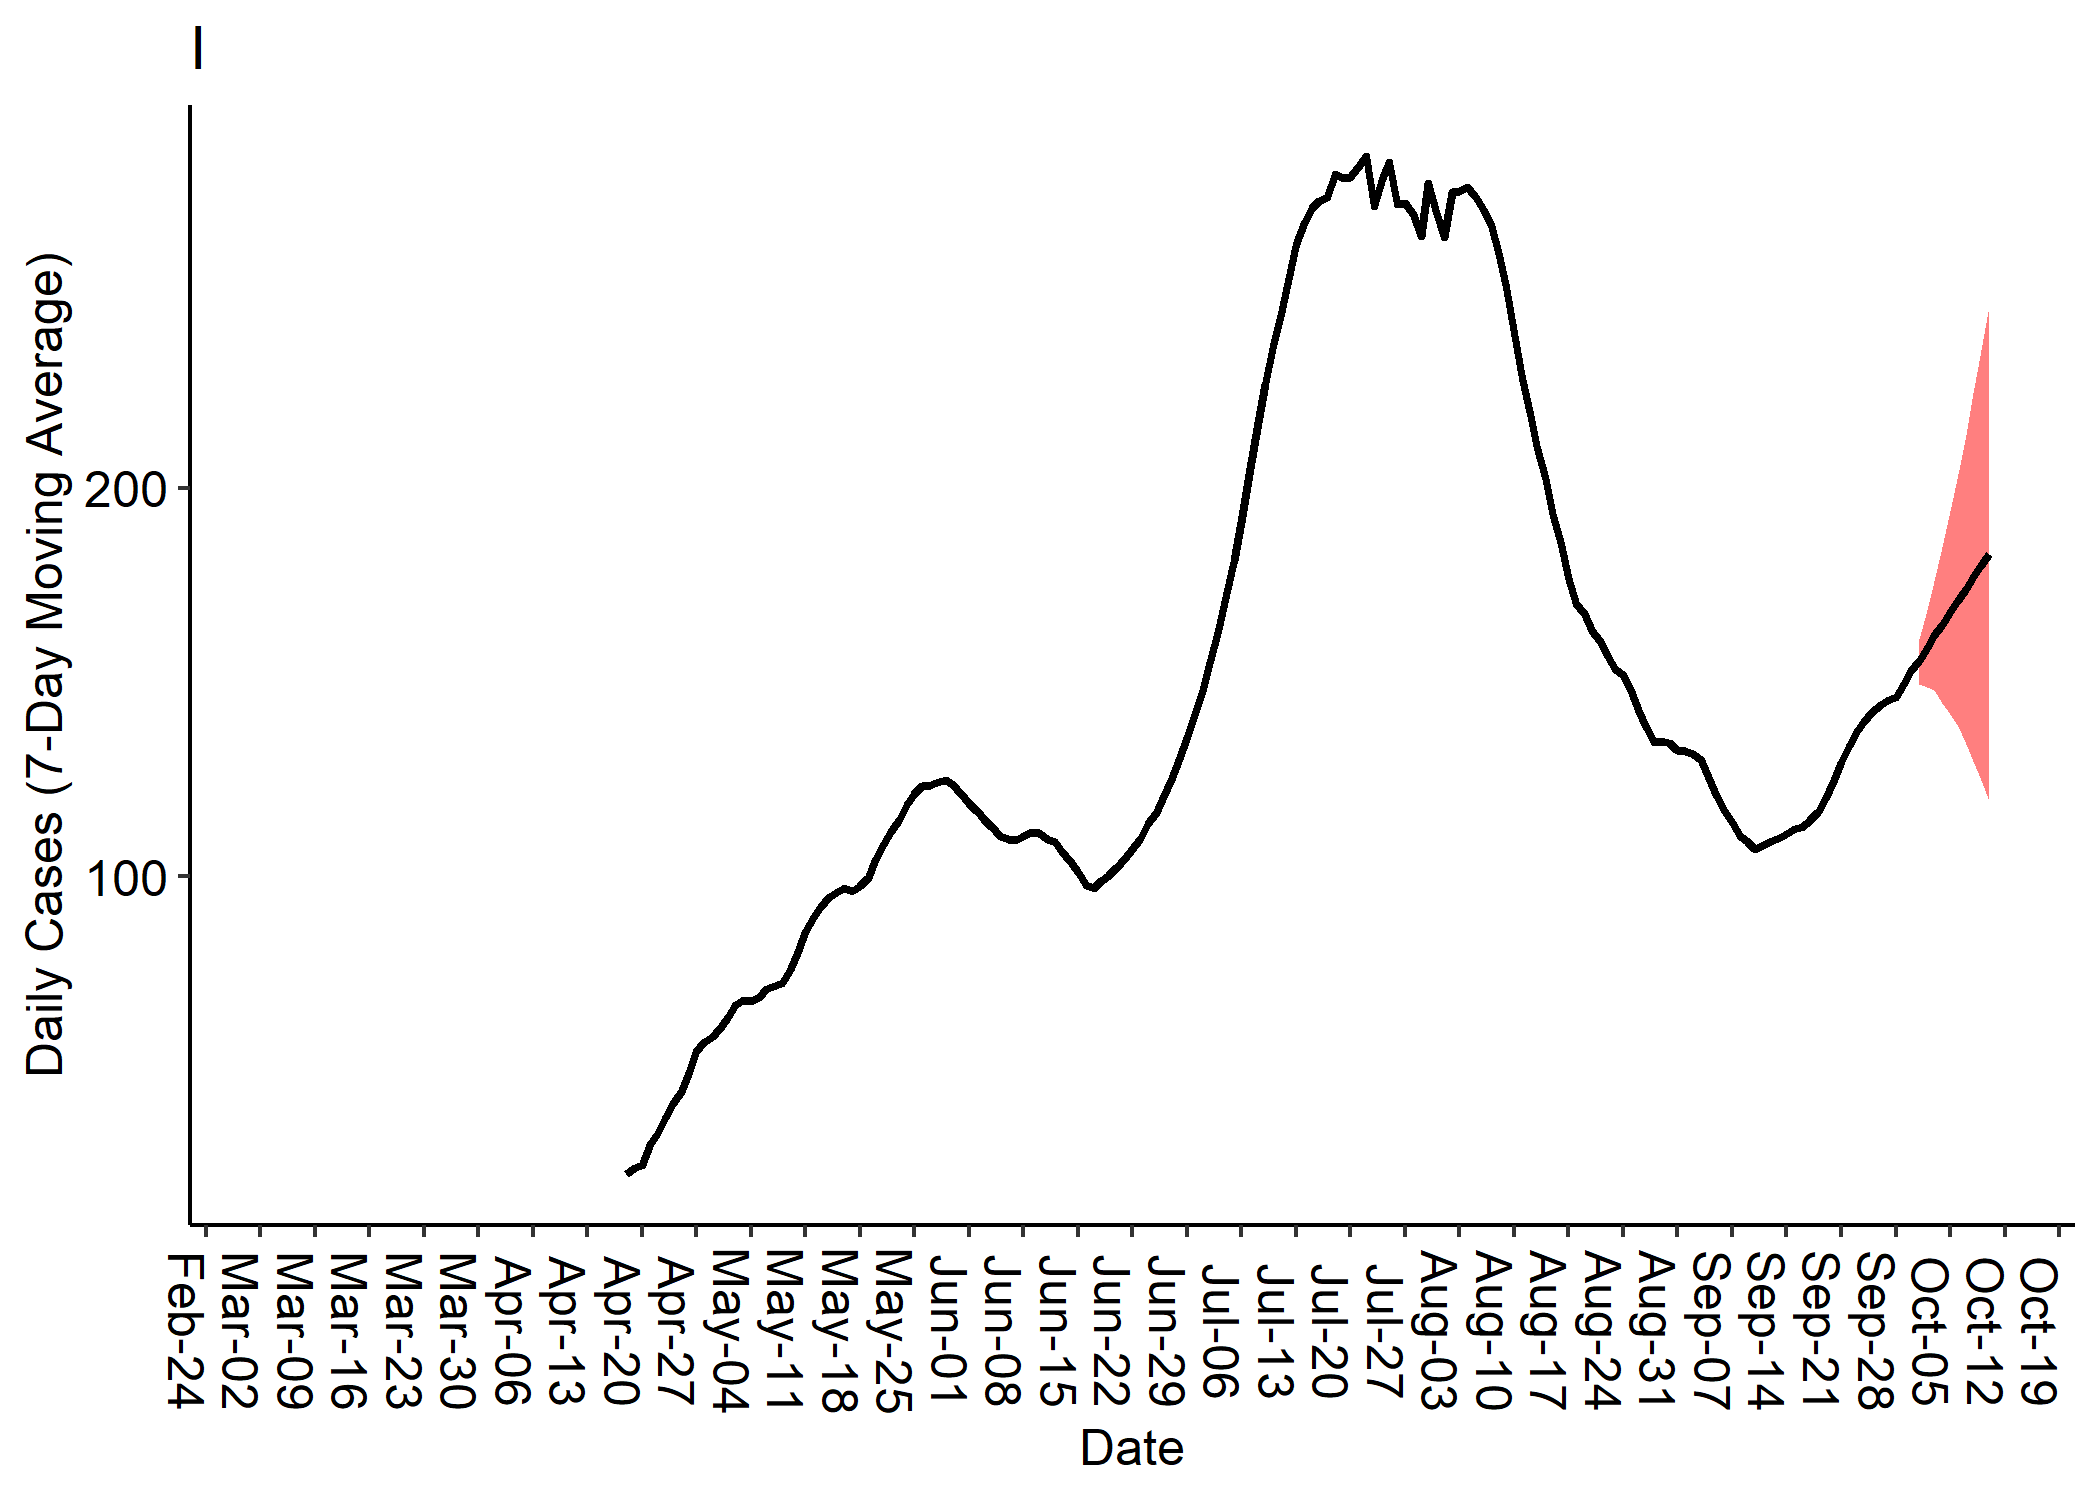 I
Daily Cases (7-Day Moving Average)
200
100
Feb-24
Mar-02
Mar-09
Mar-16
Mar-23
Mar-30
Apr-06
Apr-13
Apr-20
Apr-27
May-04
May-11
May-18
May-25
Jun-01
Jun-08
Jun-15
Jun-22
Jun-29
Jul-06
Jul-13
Jul-20
Jul-27
Aug-03
Aug-10
Aug-17
Aug-24
Aug-31
Sep-07
Sep-14
Sep-21
Sep-28
Oct-05
Oct-12
Oct-19
Date